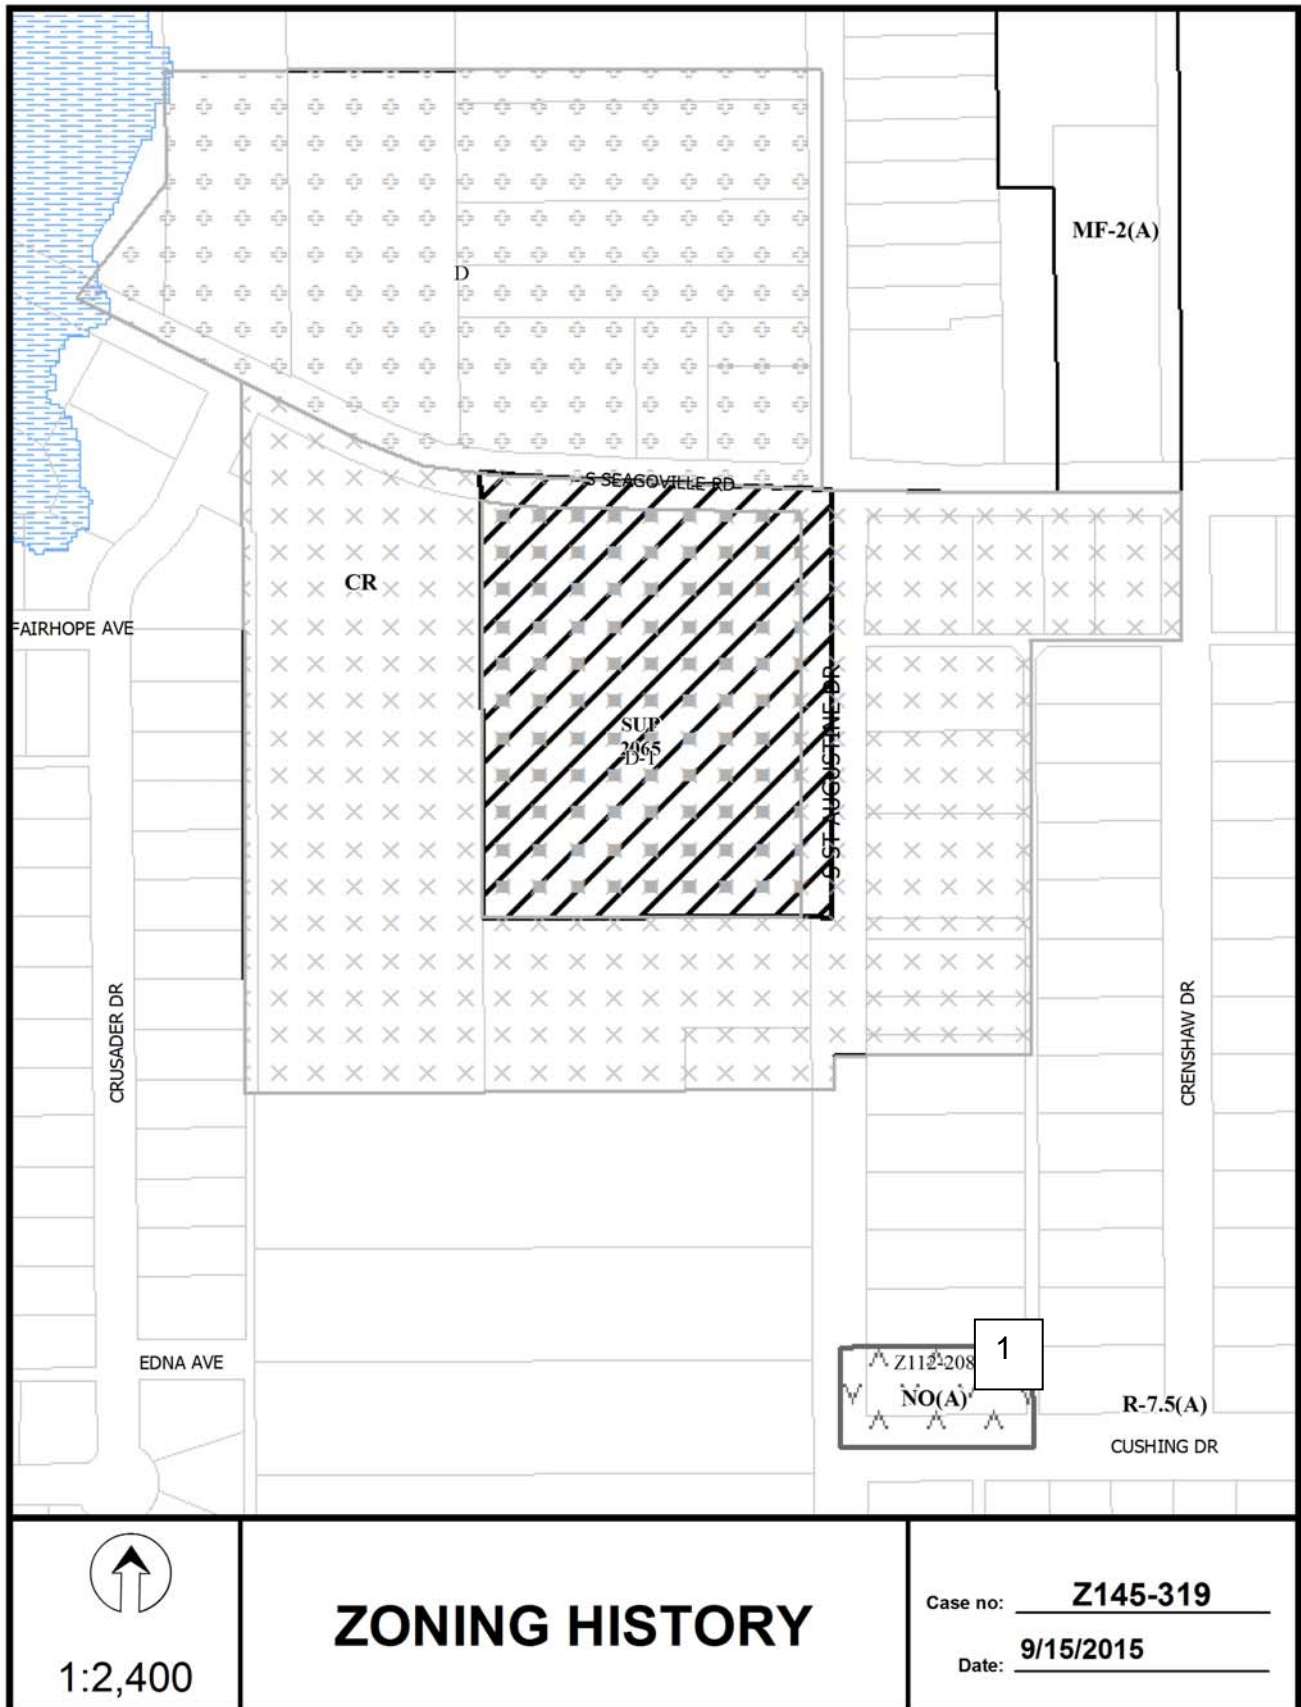 MF-2(A)
D
S SEAGOVILLE RD
CR
FAIRHOPE AVE
SUP
2065
D-1
S ST AUGUSTINE DR
CRUSADER DR
CRENSHAW DR
1
EDNA AVE
Z112-208
NO(A)
R-7.5(A)
CUSHING DR
1:2,400
ZONING HISTORY
Case no: Z145-319
Date: 9/15/2015